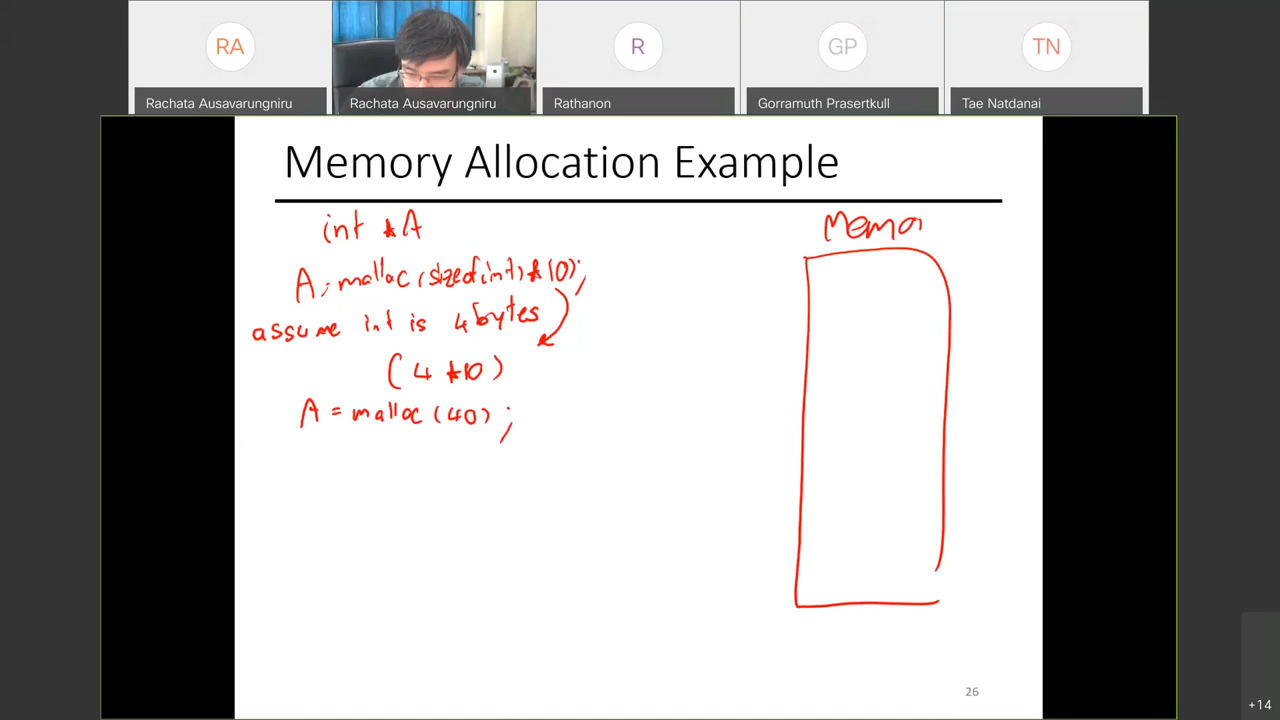 RA
R
GP
TN
Rachata Ausavarungniru
Rachata Ausavarungniru
Rathanon
Gorramuth Prasertkull
Tae Natdanai
Memory Allocation Example
int *A
A = malloc(sizeof(int) * 10);
assume int is 4 bytes
(4 * 10)
A = malloc(40);
Memo
26
+14